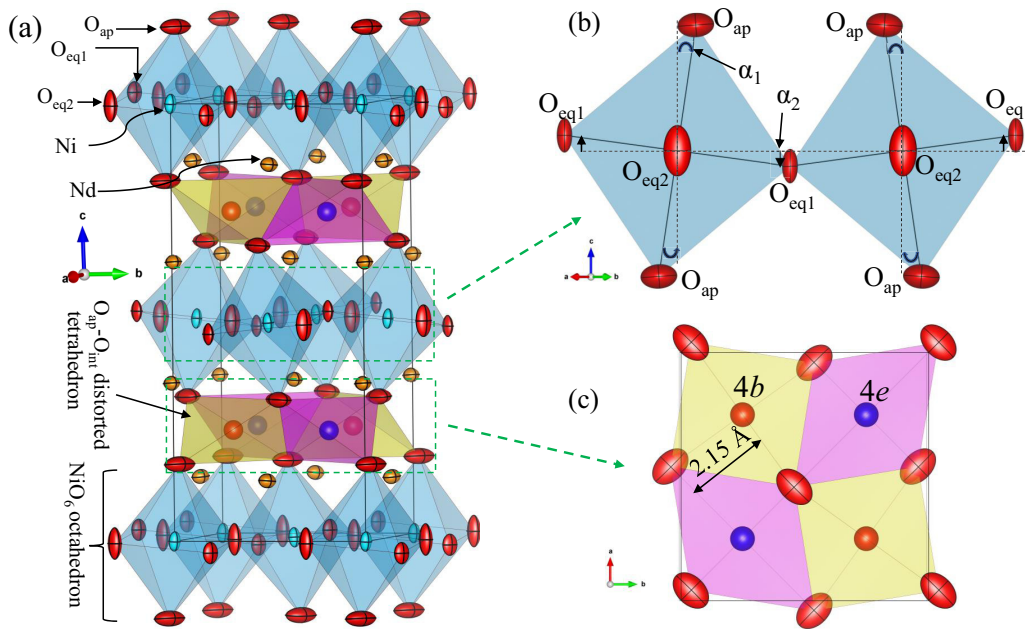 (a)
O_ap
O_eq1
O_eq2
Ni
Nd
c
a
b
O_ap-O_int distorted
tetrahedron
NiO_6 octahedron
(b)
O_ap
O_ap
α_1
α_2
O_eq1
O_eq
O_eq2
O_eq2
O_eq1
c
a
b
O_ap
O_ap
(c)
4b
4e
2.15 Å
a
b